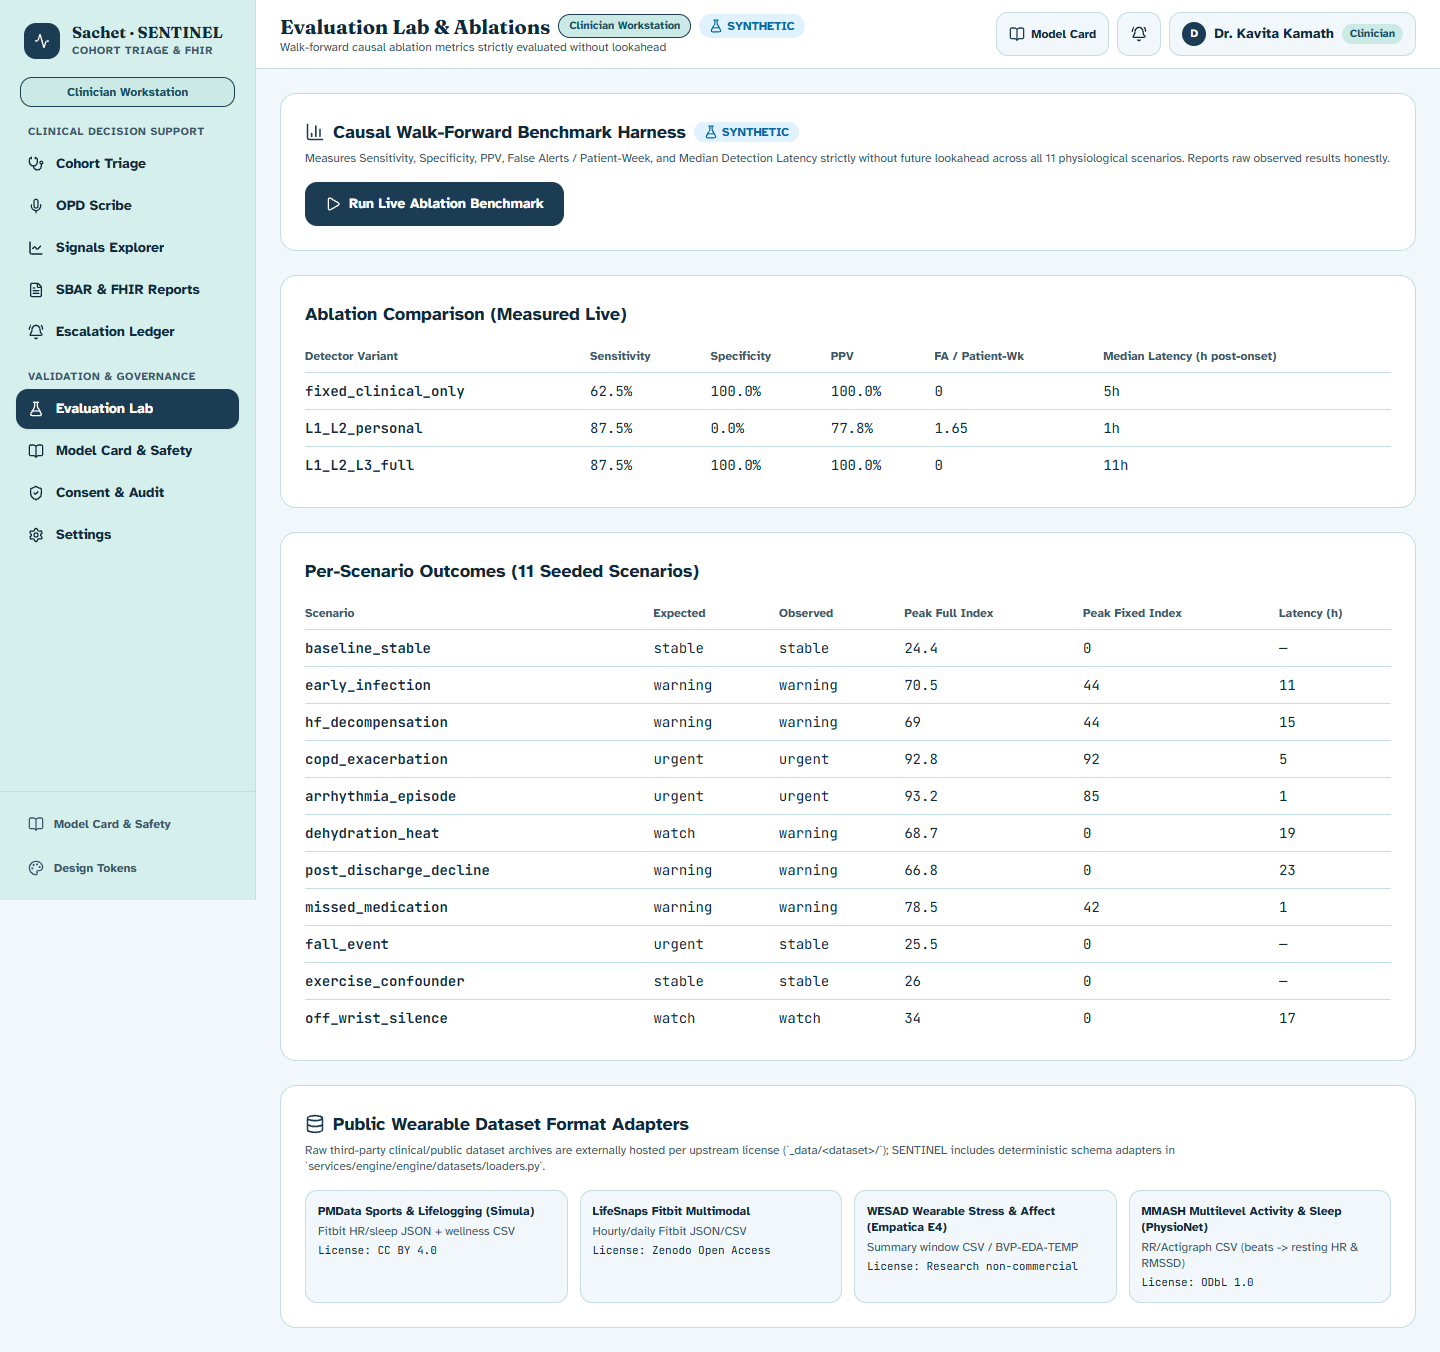 Sachet · SENTINEL
COHORT TRIAGE & FHIR
Clinician Workstation
CLINICAL DECISION SUPPORT
Cohort Triage
OPD Scribe
Signals Explorer
SBAR & FHIR Reports
Escalation Ledger
VALIDATION & GOVERNANCE
Evaluation Lab
Model Card & Safety
Consent & Audit
Settings
Model Card & Safety
Design Tokens
Evaluation Lab & Ablations Clinician Workstation SYNTHETIC
Walk-forward causal ablation metrics strictly evaluated without lookahead
Model Card
D Dr. Kavita Kamath Clinician
Causal Walk-Forward Benchmark Harness SYNTHETIC
Measures Sensitivity, Specificity, PPV, False Alerts / Patient-Week, and Median Detection Latency strictly without future lookahead across all 11 physiological scenarios. Reports raw observed results honestly.
Run Live Ablation Benchmark
Ablation Comparison (Measured Live)
Detector Variant Sensitivity Specificity PPV FA / Patient-Wk Median Latency (h post-onset)
fixed_clinical_only 62.5% 100.0% 100.0% 0 5h
L1_L2_personal 87.5% 0.0% 77.8% 1.65 1h
L1_L2_L3_full 87.5% 100.0% 100.0% 0 11h
Per-Scenario Outcomes (11 Seeded Scenarios)
Scenario Expected Observed Peak Full Index Peak Fixed Index Latency (h)
baseline_stable stable stable 24.4 0 —
early_infection warning warning 70.5 44 11
hf_decompensation warning warning 69 44 15
copd_exacerbation urgent urgent 92.8 92 5
arrhythmia_episode urgent urgent 93.2 85 1
dehydration_heat watch warning 68.7 0 19
post_discharge_decline warning warning 66.8 0 23
missed_medication warning warning 78.5 42 1
fall_event urgent stable 25.5 0 —
exercise_confounder stable stable 26 0 —
off_wrist_silence watch watch 34 0 17
Public Wearable Dataset Format Adapters
Raw third-party clinical/public dataset archives are externally hosted per upstream license (`_data/<dataset>/`); SENTINEL includes deterministic schema adapters in
`services/engine/engine/datasets/loaders.py`.
PMData Sports & Lifelogging (Simula)
Fitbit HR/sleep JSON + wellness CSV
License: CC BY 4.0
LifeSnaps Fitbit Multimodal
Hourly/daily Fitbit JSON/CSV
License: Zenodo Open Access
WESAD Wearable Stress & Affect
(Empatica E4)
Summary window CSV / BVP-EDA-TEMP
License: Research non-commercial
MMASH Multilevel Activity & Sleep
(PhysioNet)
RR/Actigraph CSV (beats -> resting HR &
RMSSD)
License: ODbL 1.0